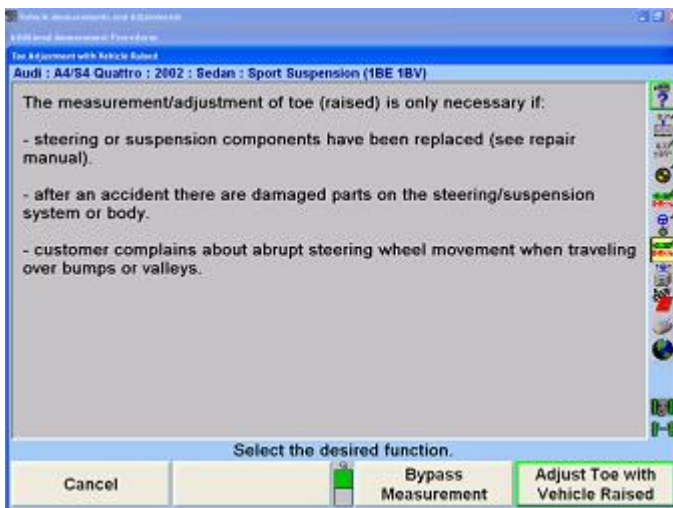 Toe Adjustment with Vehicle Raised
Audi : A4/S4 Quattro : 2002 : Sedan : Sport Suspension (1BE 1BV)
The measurement/adjustment of toe (raised) is only necessary if:
- steering or suspension components have been replaced (see repair
manual).
- after an accident there are damaged parts on the steering/suspension
system or body.
- customer complains about abrupt steering wheel movement when traveling
over bumps or valleys.
Select the desired function.
Cancel
Bypass
Measurement
Adjust Toe with
Vehicle Raised